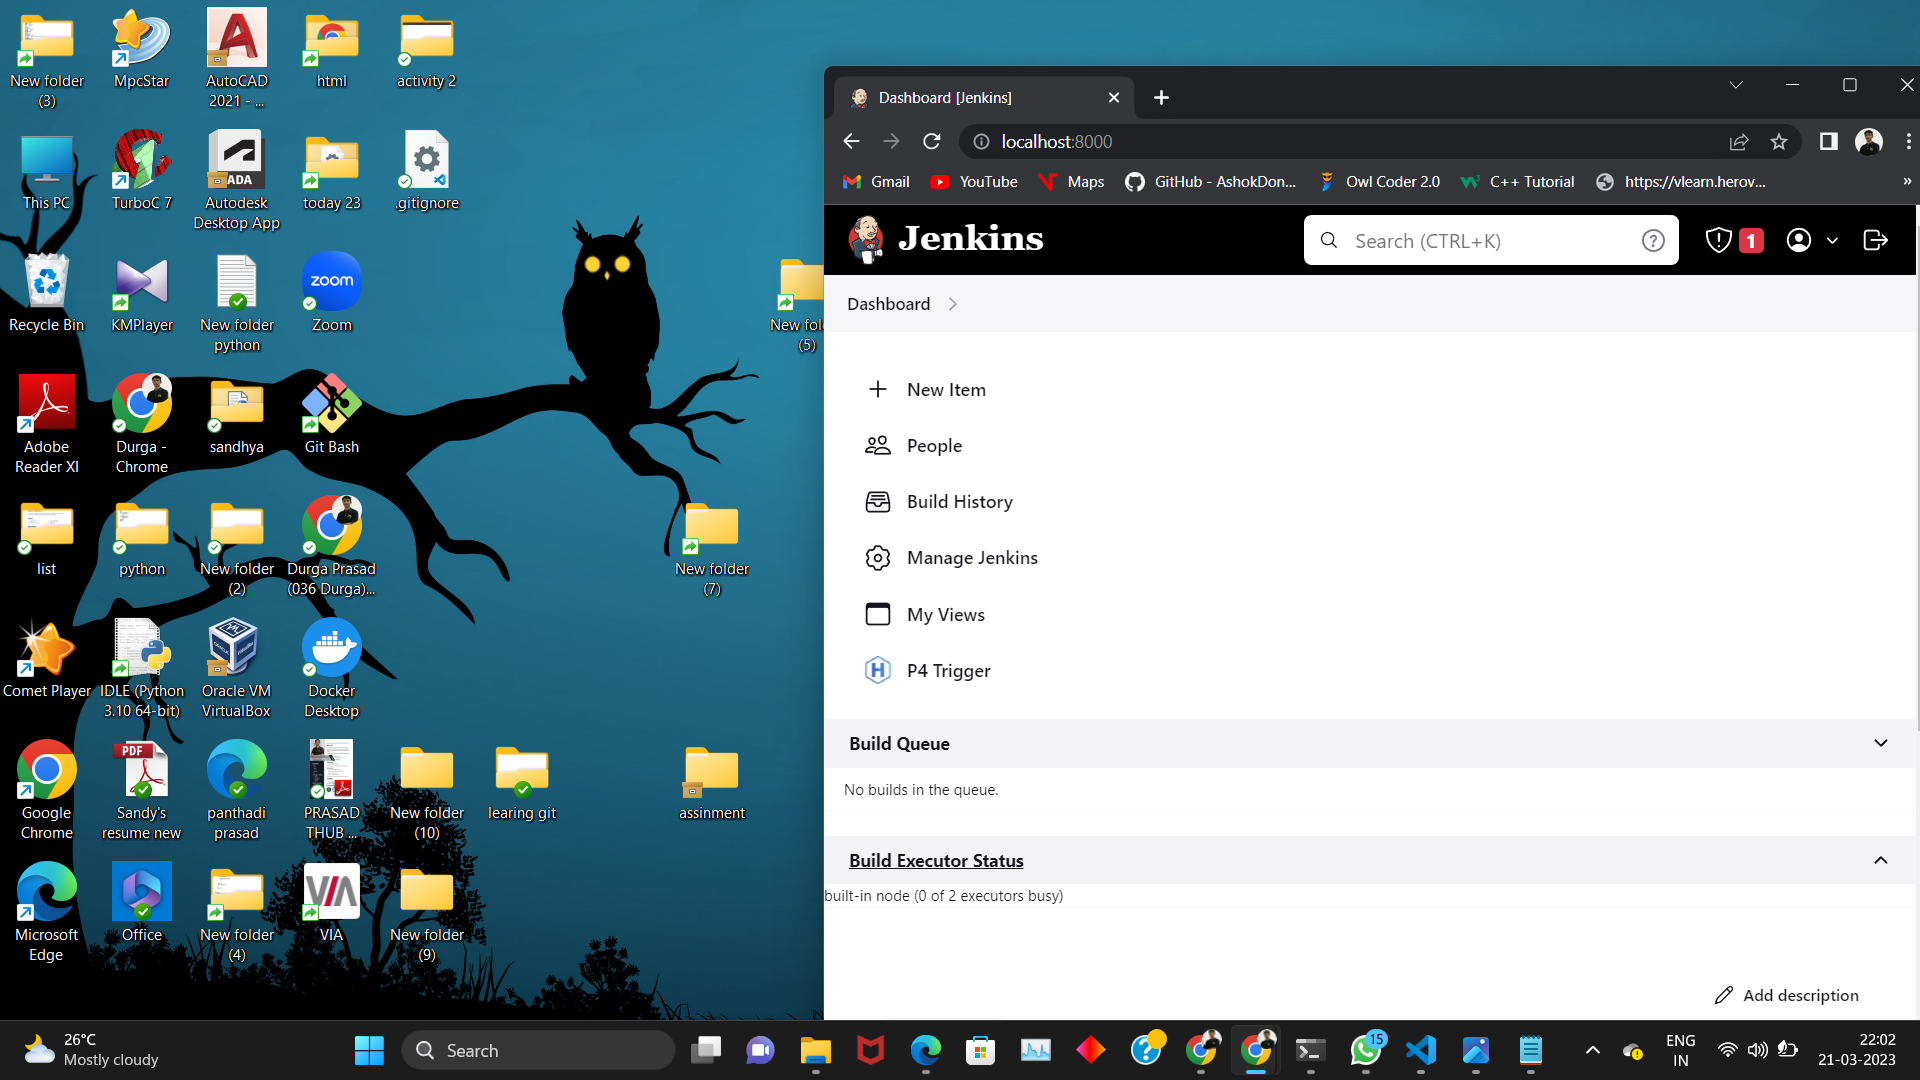 New folder
(3)
MpcStar
AutoCAD
2021 - ...
html
activity 2
This PC
TurboC 7
ADA
Autodesk
Desktop App
today 23
.gitignore
Recycle Bin
KMPlayer
New folder
python
zoom
Zoom
New fol
(5)
Adobe
Reader XI
Durga -
Chrome
sandhya
Git Bash
list
python
New folder
(2)
Durga Prasad
(036 Durga)...
New folder
(7)
Comet Player
IDLE (Python
3.10 64-bit)
Oracle VM
VirtualBox
Docker
Desktop
Google
Chrome
PDF
Sandy's
resume new
panthadi
prasad
PRASAD
THUB ...
New folder
(10)
learing git
assinment
Microsoft
Edge
Office
New folder
(4)
VIA
VIA
New folder
(9)
Dashboard [Jenkins]
localhost:8000
Gmail
YouTube
Maps
GitHub - AshokDon...
Owl Coder 2.0
C++ Tutorial
https://vlearn.herov...
»
Jenkins
Search (CTRL+K)
1
Dashboard
New Item
People
Build History
Manage Jenkins
My Views
P4 Trigger
Build Queue
No builds in the queue.
Build Executor Status
built-in node (0 of 2 executors busy)
Add description
26°C
Mostly cloudy
Search
15
ENG
IN
22:02
21-03-2023